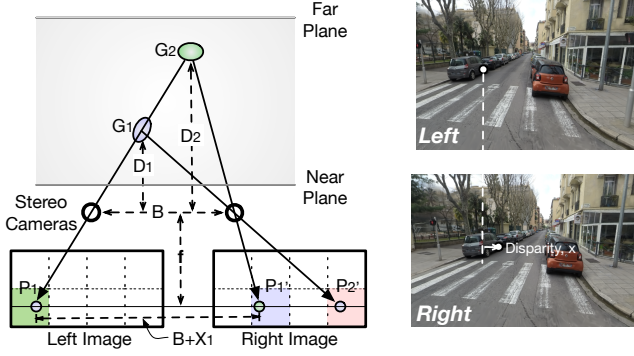 Far
Plane
G2
G1
D1
D2
Near
Plane
Stereo
Cameras
B
f
P1
P1'
P2'
Left Image
B+X1
Right Image
Left
Disparity, x
Right